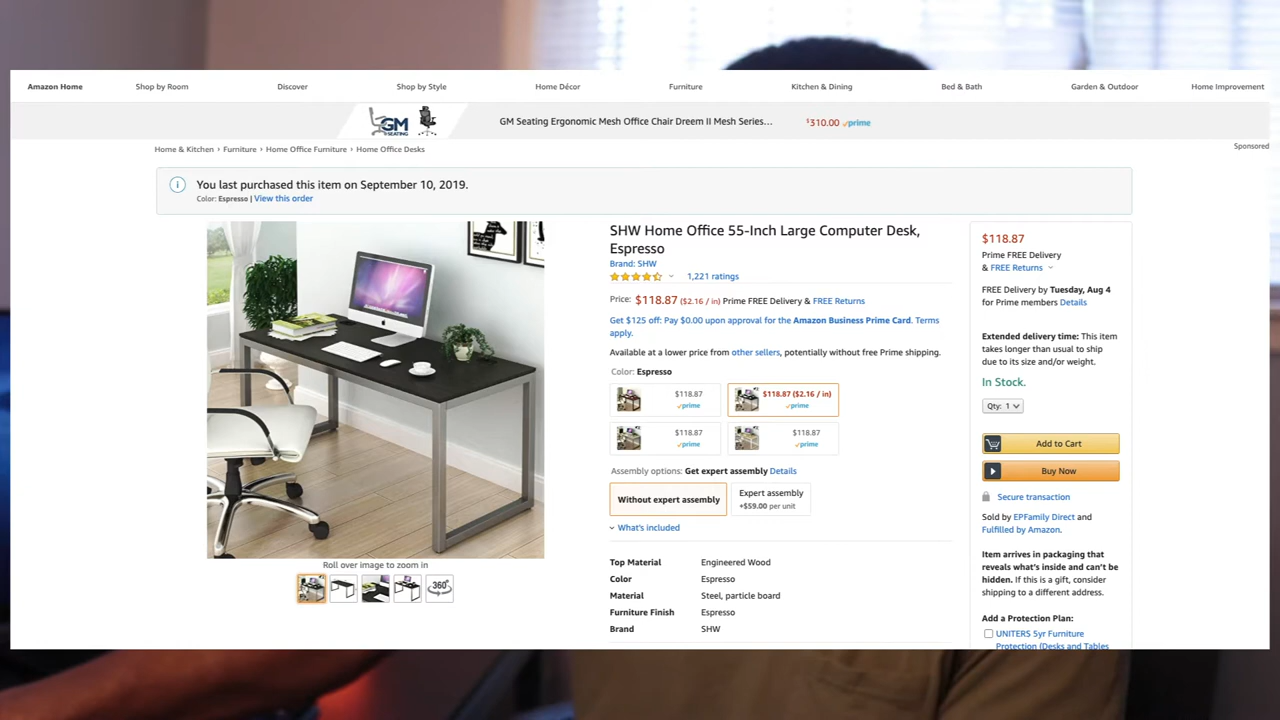 Amazon Home Shop by Room Discover Shop by Style Home Décor Furniture Kitchen & Dining Bed & Bath Garden & Outdoor Home Improvement
GM
SEATING
GM Seating Ergonomic Mesh Office Chair Dreem II Mesh Series... $310.00 prime
Sponsored
Home & Kitchen › Furniture › Home Office Furniture › Home Office Desks
You last purchased this item on September 10, 2019.
Color: Espresso | View this order
Roll over image to zoom in
360°
SHW Home Office 55-Inch Large Computer Desk,
Espresso
Brand: SHW
1,221 ratings
Price: $118.87 ($2.16 / in) Prime FREE Delivery & FREE Returns
Get $125 off: Pay $0.00 upon approval for the Amazon Business Prime Card. Terms
apply.
Available at a lower price from other sellers, potentially without free Prime shipping.
Color: Espresso
$118.87 $118.87 ($2.16 / in)
prime prime
$118.87 $118.87
prime prime
Assembly options: Get expert assembly Details
Without expert assembly
Expert assembly
+$59.00 per unit
What's included
Top Material Engineered Wood
Color Espresso
Material Steel, particle board
Furniture Finish Espresso
Brand SHW
$118.87
Prime FREE Delivery
& FREE Returns
FREE Delivery by Tuesday, Aug 4
for Prime members Details
Extended delivery time: This item
takes longer than usual to ship
due to its size and/or weight.
In Stock.
Qty: 1
Add to Cart
Buy Now
Secure transaction
Sold by EPFamily Direct and
Fulfilled by Amazon.
Item arrives in packaging that
reveals what's inside and can't be
hidden. If this is a gift, consider
shipping to a different address.
Add a Protection Plan:
UNITERS 5yr Furniture
Protection (Desks and Tables